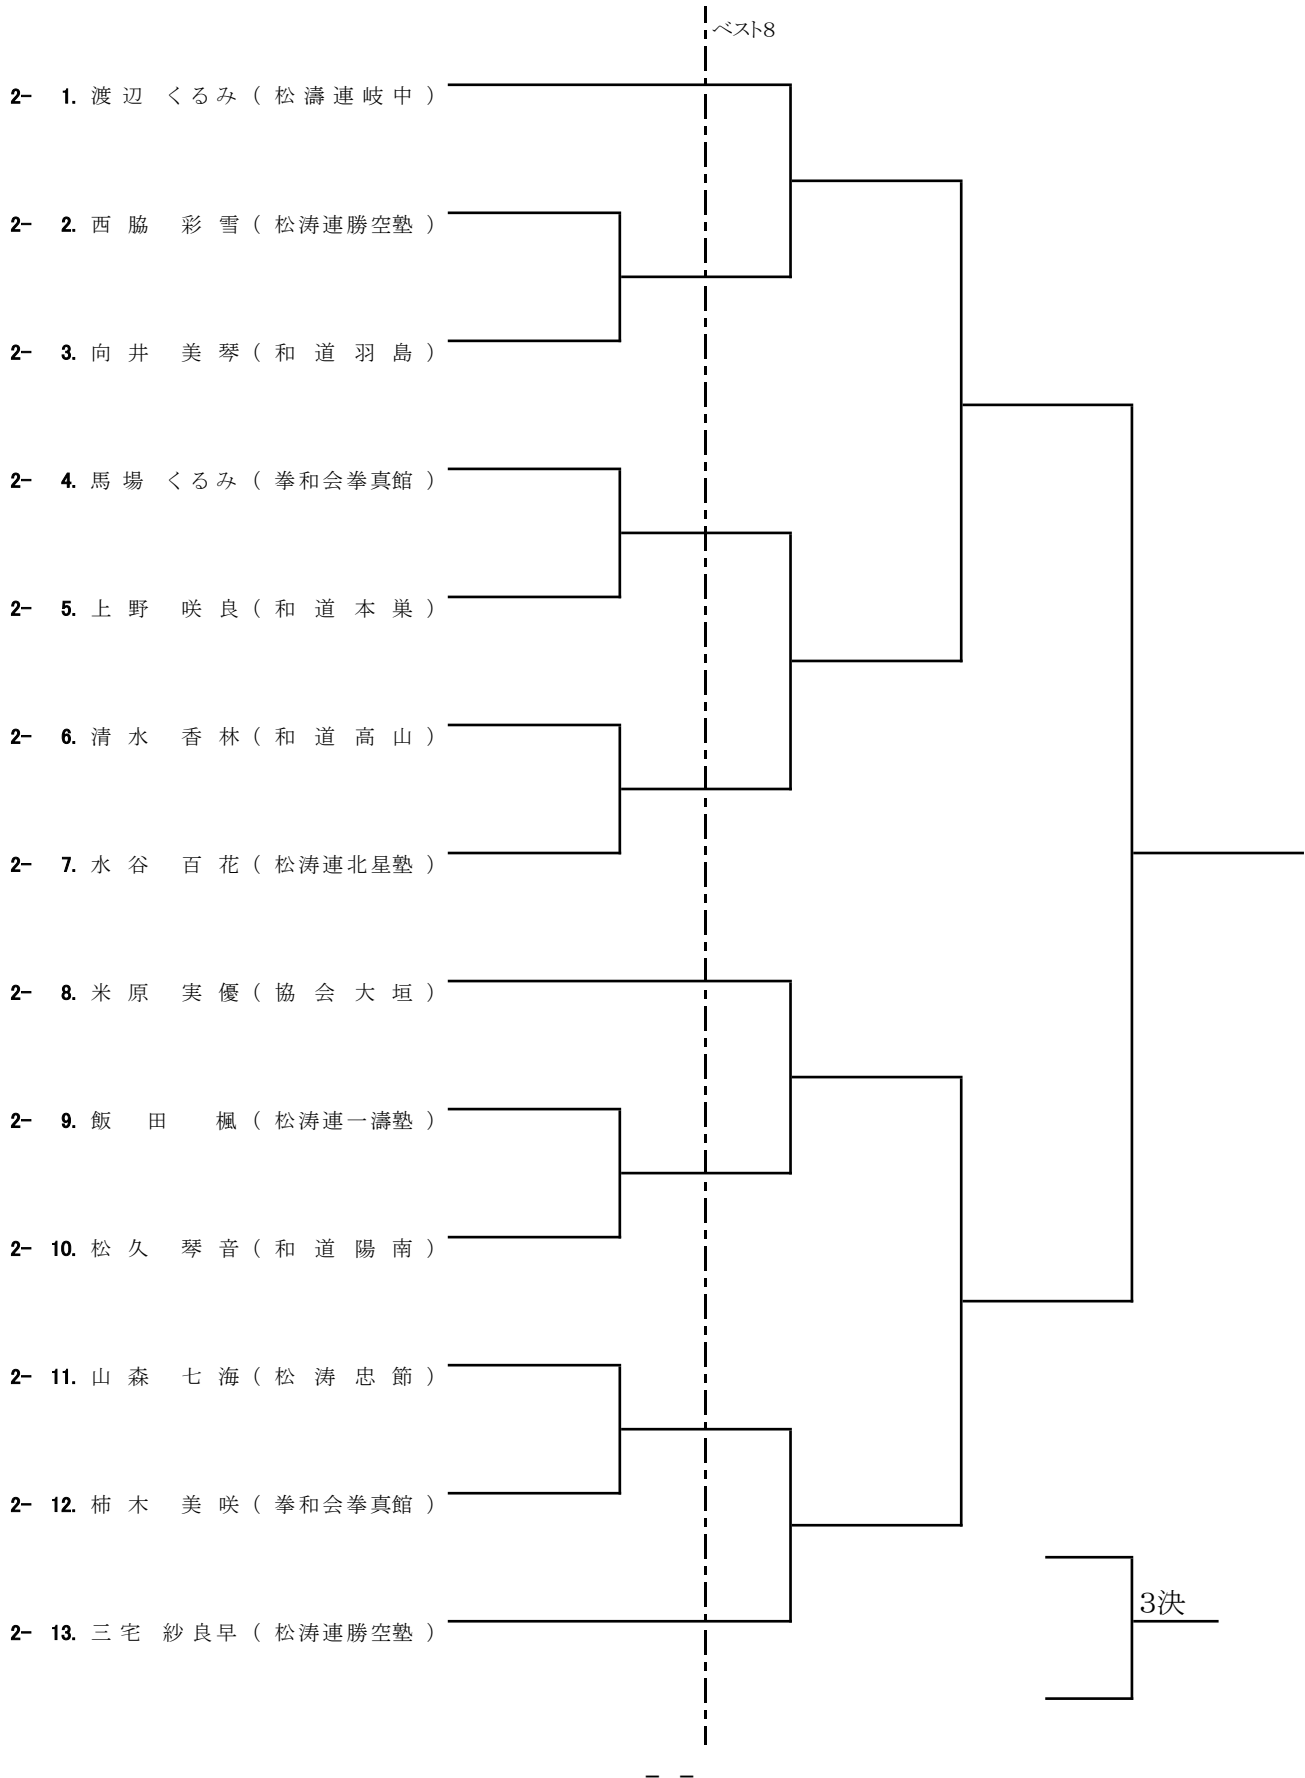 ベスト8
2- 1. 渡辺 くるみ ( 松濤連岐中 )
2- 2. 西脇 彩雪 ( 松涛連勝空塾 )
2- 3. 向井 美琴 ( 和道羽島 )
2- 4. 馬場 くるみ ( 拳和会拳真館 )
2- 5. 上野 咲良 ( 和道本巣 )
2- 6. 清水 香林 ( 和道高山 )
2- 7. 水谷 百花 ( 松涛連北星塾 )
2- 8. 米原 実優 ( 協会大垣 )
2- 9. 飯田 楓 ( 松涛連一濤塾 )
2- 10. 松久 琴音 ( 和道陽南 )
2- 11. 山森 七海 ( 松涛忠節 )
2- 12. 柿木 美咲 ( 拳和会拳真館 )
3決
2- 13. 三宅 紗良早 ( 松涛連勝空塾 )
- -